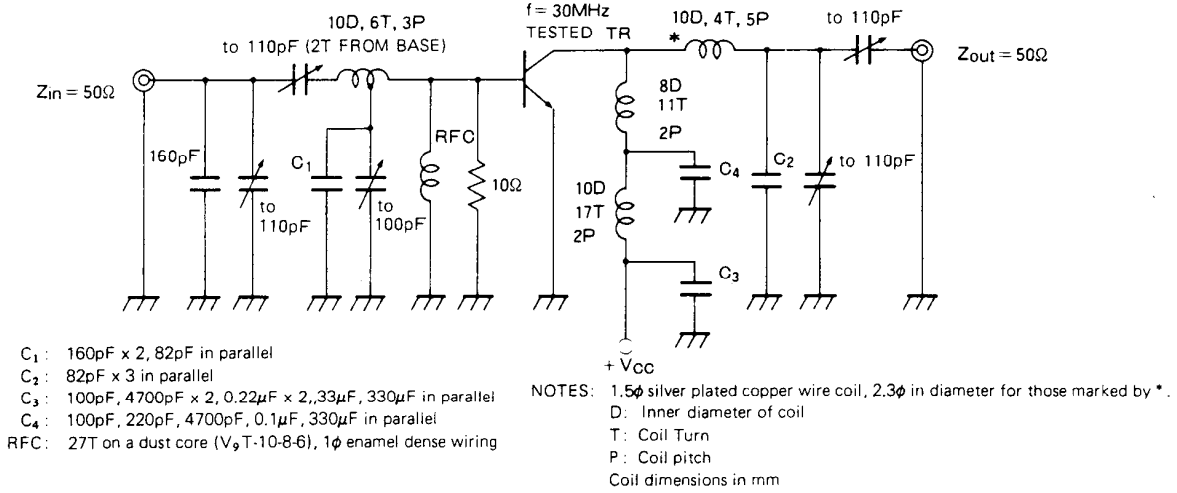 f = 30MHz
TESTED TR
10D, 6T, 3P
to 110pF (2T FROM BASE)
* 10D, 4T, 5P
to 110pF
Zin = 50Ω
Zout = 50Ω
8D
11T
2P
RFC
160pF
C₁
10Ω
C₄
C₂
to 110pF
to
110pF
to
100pF
10D
17T
2P
C₃
+ VCC
C₁ : 160pF x 2, 82pF in parallel
C₂ : 82pF x 3 in parallel
C₃ : 100pF, 4700pF x 2, 0.22μF x 2,,33μF, 330μF in parallel
C₄ : 100pF, 220pF, 4700pF, 0.1μF, 330μF in parallel
RFC : 27T on a dust core (V₉T-10-8-6), 1ϕ enamel dense wiring
NOTES: 1.5ϕ silver plated copper wire coil, 2.3ϕ in diameter for those marked by *.
D: Inner diameter of coil
T: Coil Turn
P: Coil pitch
Coil dimensions in mm